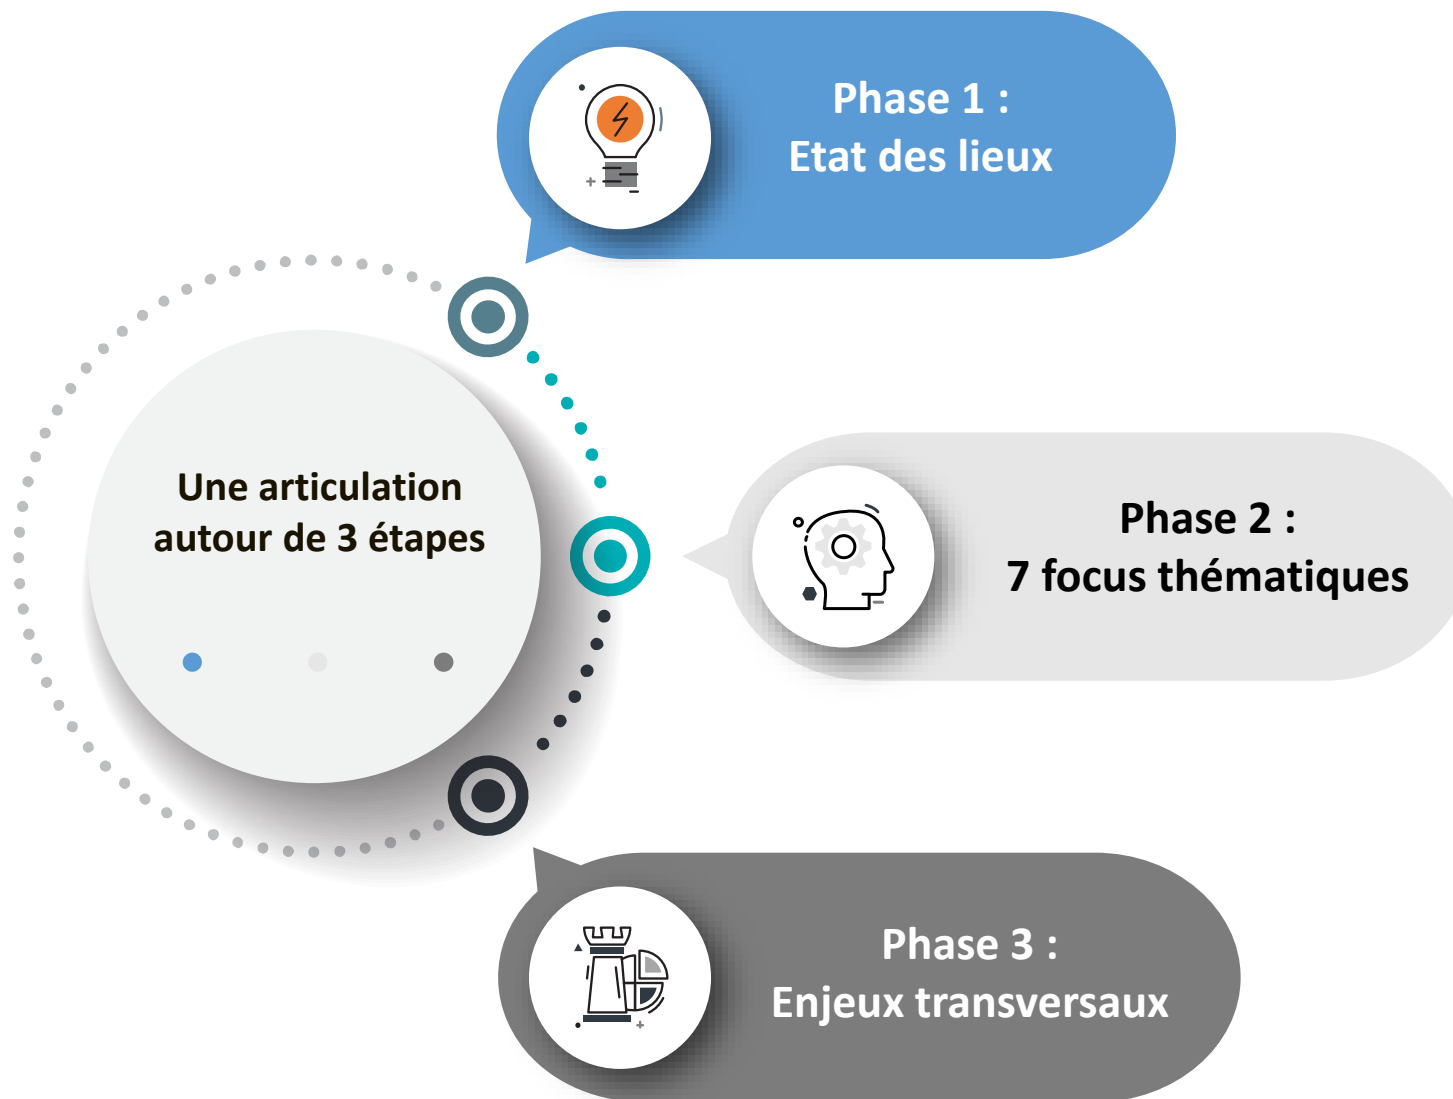 Phase 1 :
Etat des lieux
Une articulation
autour de 3 étapes
Phase 2 :
7 focus thématiques
Phase 3 :
Enjeux transversaux